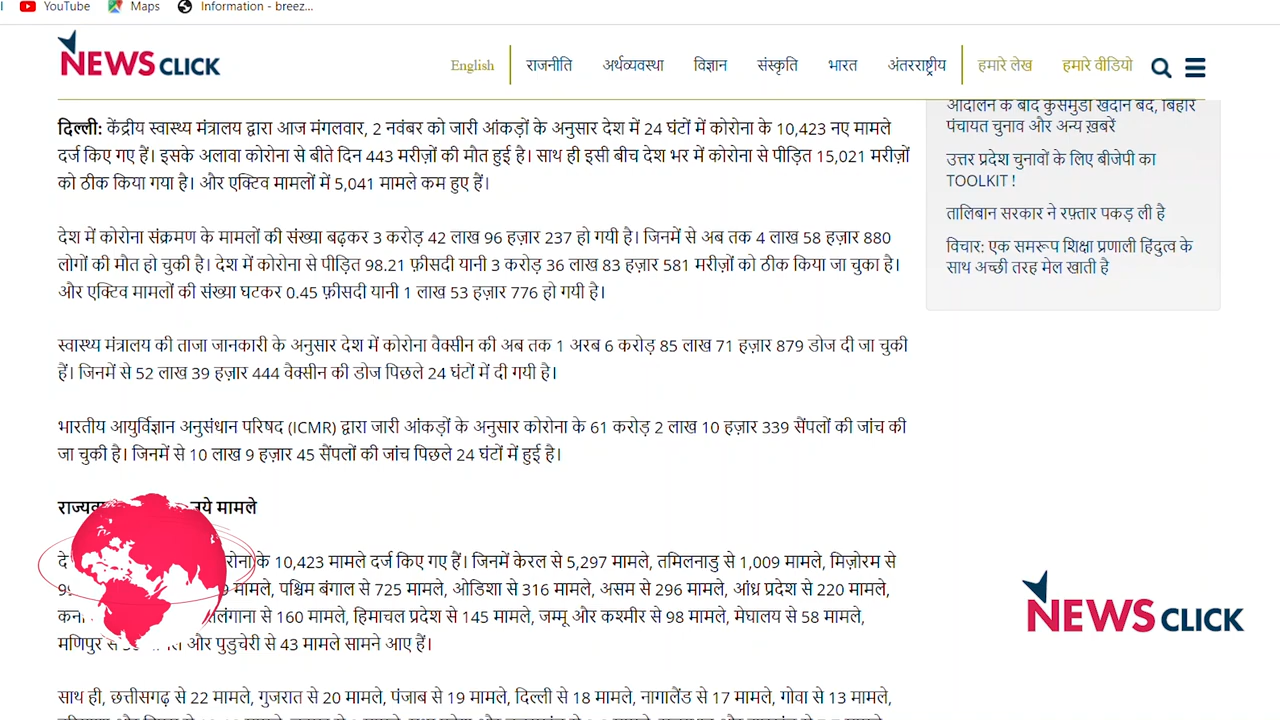 YouTube Maps Information - breez...
NEWS CLICK
English राजनीति अर्थव्यवस्था विज्ञान संस्कृति भारत अंतरराष्ट्रीय हमारे लेख हमारे वीडियो
दिल्ली: केंद्रीय स्वास्थ्य मंत्रालय द्वारा आज मंगलवार, 2 नवंबर को जारी आंकड़ों के अनुसार देश में 24 घंटों में कोरोना के 10,423 नए मामले
दर्ज किए गए हैं। इसके अलावा कोरोना से बीते दिन 443 मरीज़ों की मौत हुई है। साथ ही इसी बीच देश भर में कोरोना से पीड़ित 15,021 मरीज़ों
को ठीक किया गया है। और एक्टिव मामलों में 5,041 मामले कम हुए हैं।
देश में कोरोना संक्रमण के मामलों की संख्या बढ़कर 3 करोड़ 42 लाख 96 हज़ार 237 हो गयी है। जिनमें से अब तक 4 लाख 58 हज़ार 880
लोगों की मौत हो चुकी है। देश में कोरोना से पीड़ित 98.21 फ़ीसदी यानी 3 करोड़ 36 लाख 83 हज़ार 581 मरीज़ों को ठीक किया जा चुका है।
और एक्टिव मामलों की संख्या घटकर 0.45 फ़ीसदी यानी 1 लाख 53 हज़ार 776 हो गयी है।
स्वास्थ्य मंत्रालय की ताजा जानकारी के अनुसार देश में कोरोना वैक्सीन की अब तक 1 अरब 6 करोड़ 85 लाख 71 हज़ार 879 डोज दी जा चुकी
हैं। जिनमें से 52 लाख 39 हज़ार 444 वैक्सीन की डोज पिछले 24 घंटों में दी गयी है।
भारतीय आयुर्विज्ञान अनुसंधान परिषद (ICMR) द्वारा जारी आंकड़ों के अनुसार कोरोना के 61 करोड़ 2 लाख 10 हज़ार 339 सैंपलों की जांच की
जा चुकी है। जिनमें से 10 लाख 9 हज़ार 45 सैंपलों की जांच पिछले 24 घंटों में हुई है।
नये मामले
के 10,423 मामले दर्ज किए गए हैं। जिनमें केरल से 5,297 मामले, तमिलनाडु से 1,009 मामले, मिज़ोरम से
मामले, पश्चिम बंगाल से 725 मामले, ओडिशा से 316 मामले, असम से 296 मामले, आंध्र प्रदेश से 220 मामले,
से 160 मामले, हिमाचल प्रदेश से 145 मामले, जम्मू और कश्मीर से 98 मामले, मेघालय से 58 मामले,
मणिपुर से और पुडुचेरी से 43 मामले सामने आए हैं।
साथ ही, छत्तीसगढ़ से 22 मामले, गुजरात से 20 मामले, पंजाब से 19 मामले, दिल्ली से 18 मामले, नागालैंड से 17 मामले, गोवा से 13 मामले,
आंदोलन के बाद कुसमुंडा खदान बंद, बिहार
पंचायत चुनाव और अन्य ख़बरें
उत्तर प्रदेश चुनावों के लिए बीजेपी का
TOOLKIT !
तालिबान सरकार ने रफ़्तार पकड़ ली है
विचार: एक समरूप शिक्षा प्रणाली हिंदुत्व के
साथ अच्छी तरह मेल खाती है
NEWS CLICK